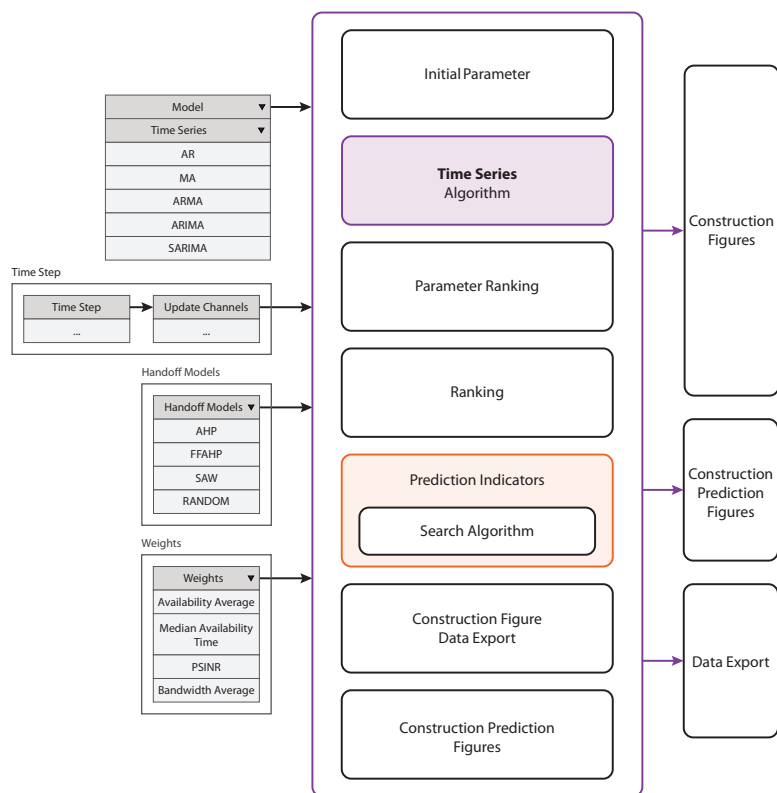 Model
Time Series
AR
MA
ARMA
ARIMA
SARIMA
Time Step
Time Step
Update Channels
...
...
Handoff Models
Handoff Models
AHP
FFAHP
SAW
RANDOM
Weights
Weights
Availability Average
Median Availability
Time
PSINR
Bandwidth Average
Initial Parameter
Time Series
Algorithm
Parameter Ranking
Ranking
Prediction Indicators
Search Algorithm
Construction Figure
Data Export
Construction Prediction
Figures
Construction
Figures
Construction
Prediction
Figures
Data Export